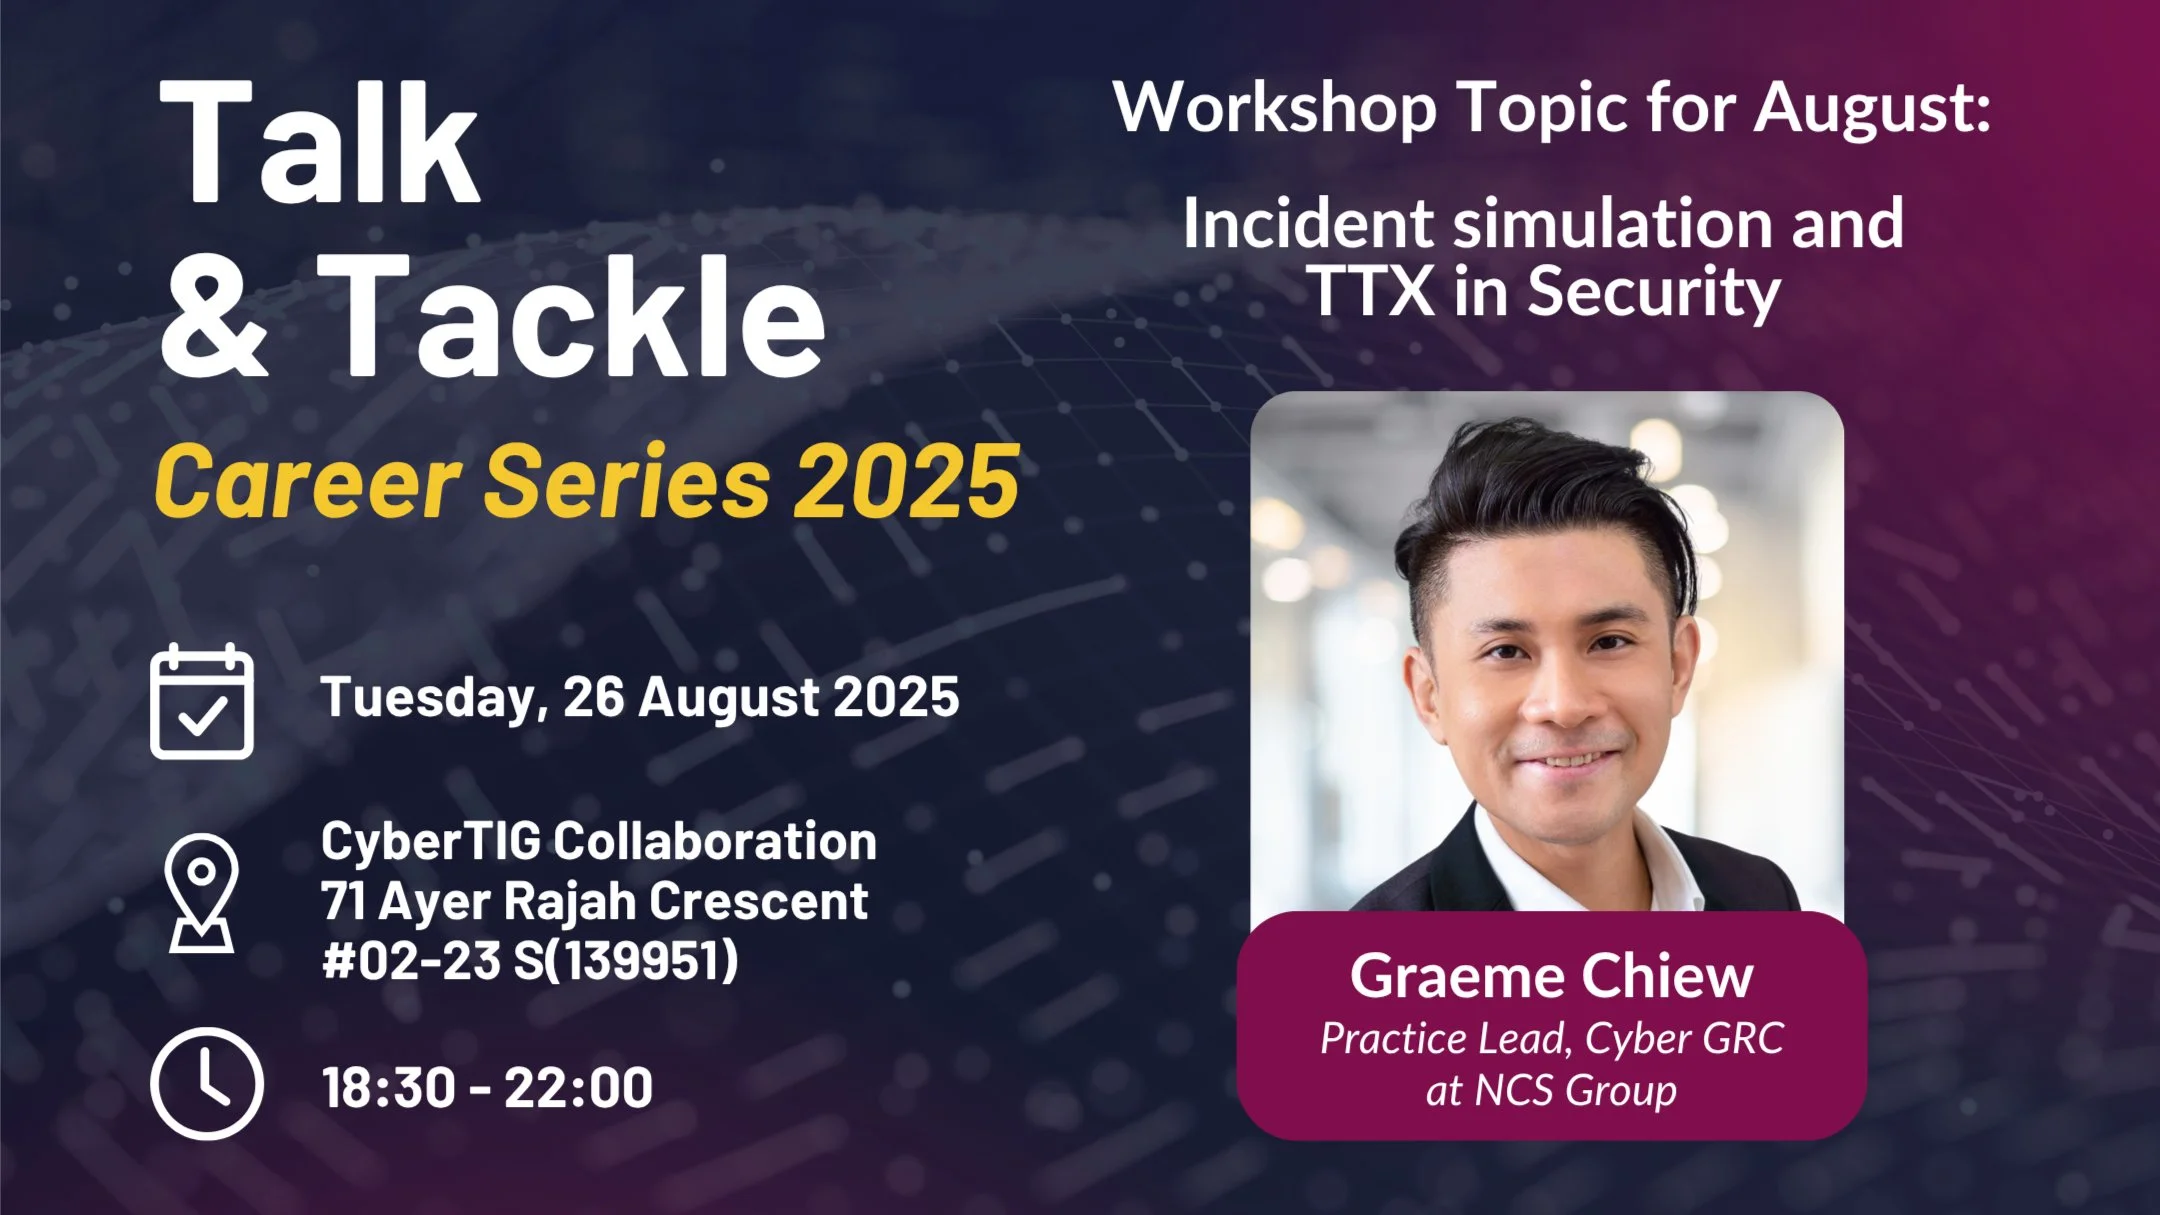 Talk
& Tackle
Career Series 2025
Tuesday, 26 August 2025
CyberTIG Collaboration
71 Ayer Rajah Crescent
#02-23 S(139951)
18:30 - 22:00
Workshop Topic for August:
Incident simulation and
TTX in Security
Graeme Chiew
Practice Lead, Cyber GRC
at NCS Group